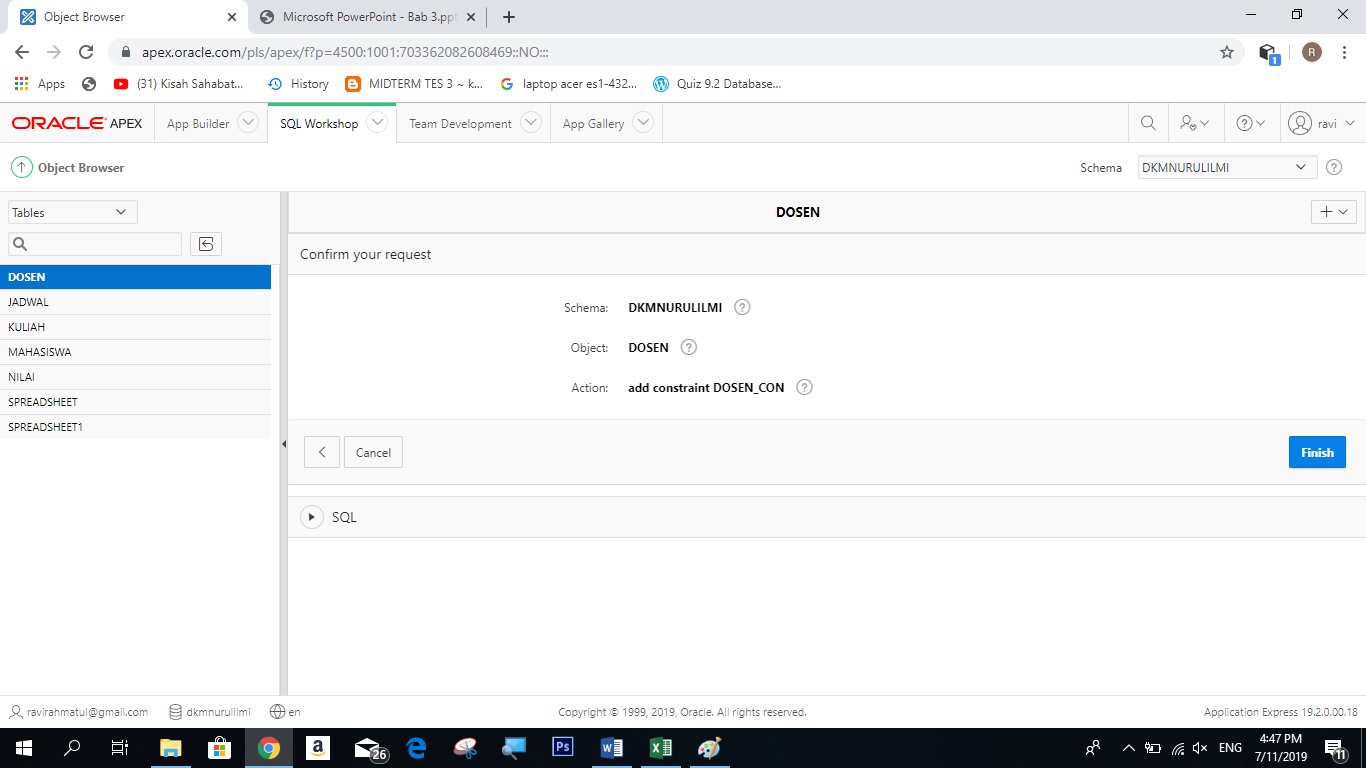 Object Browser
Microsoft PowerPoint - Bab 3.ppt
apex.oracle.com/pls/apex/f?p=4500:1001:703362082608469::NO:::
R
1
Apps
(31) Kisah Sahabat...
History
MIDTERM TES 3 ~ k...
laptop acer es1-432...
Quiz 9.2 Database...
ORACLE APEX
App Builder
SQL Workshop
Team Development
App Gallery
ravi
Object Browser
Schema
DKMNURULILMI
Tables
DOSEN
JADWAL
KULIAH
MAHASISWA
NILAI
SPREADSHEET
SPREADSHEET1
DOSEN
Confirm your request
Schema: DKMNURULILMI
Object: DOSEN
Action: add constraint DOSEN_CON
Cancel
Finish
SQL
ravirahmatul@gmail.com
dkmnurulilmi
en
Copyright © 1999, 2019, Oracle. All rights reserved.
Application Express 19.2.0.00.18
26
Ps
ENG
4:47 PM
7/11/2019
11